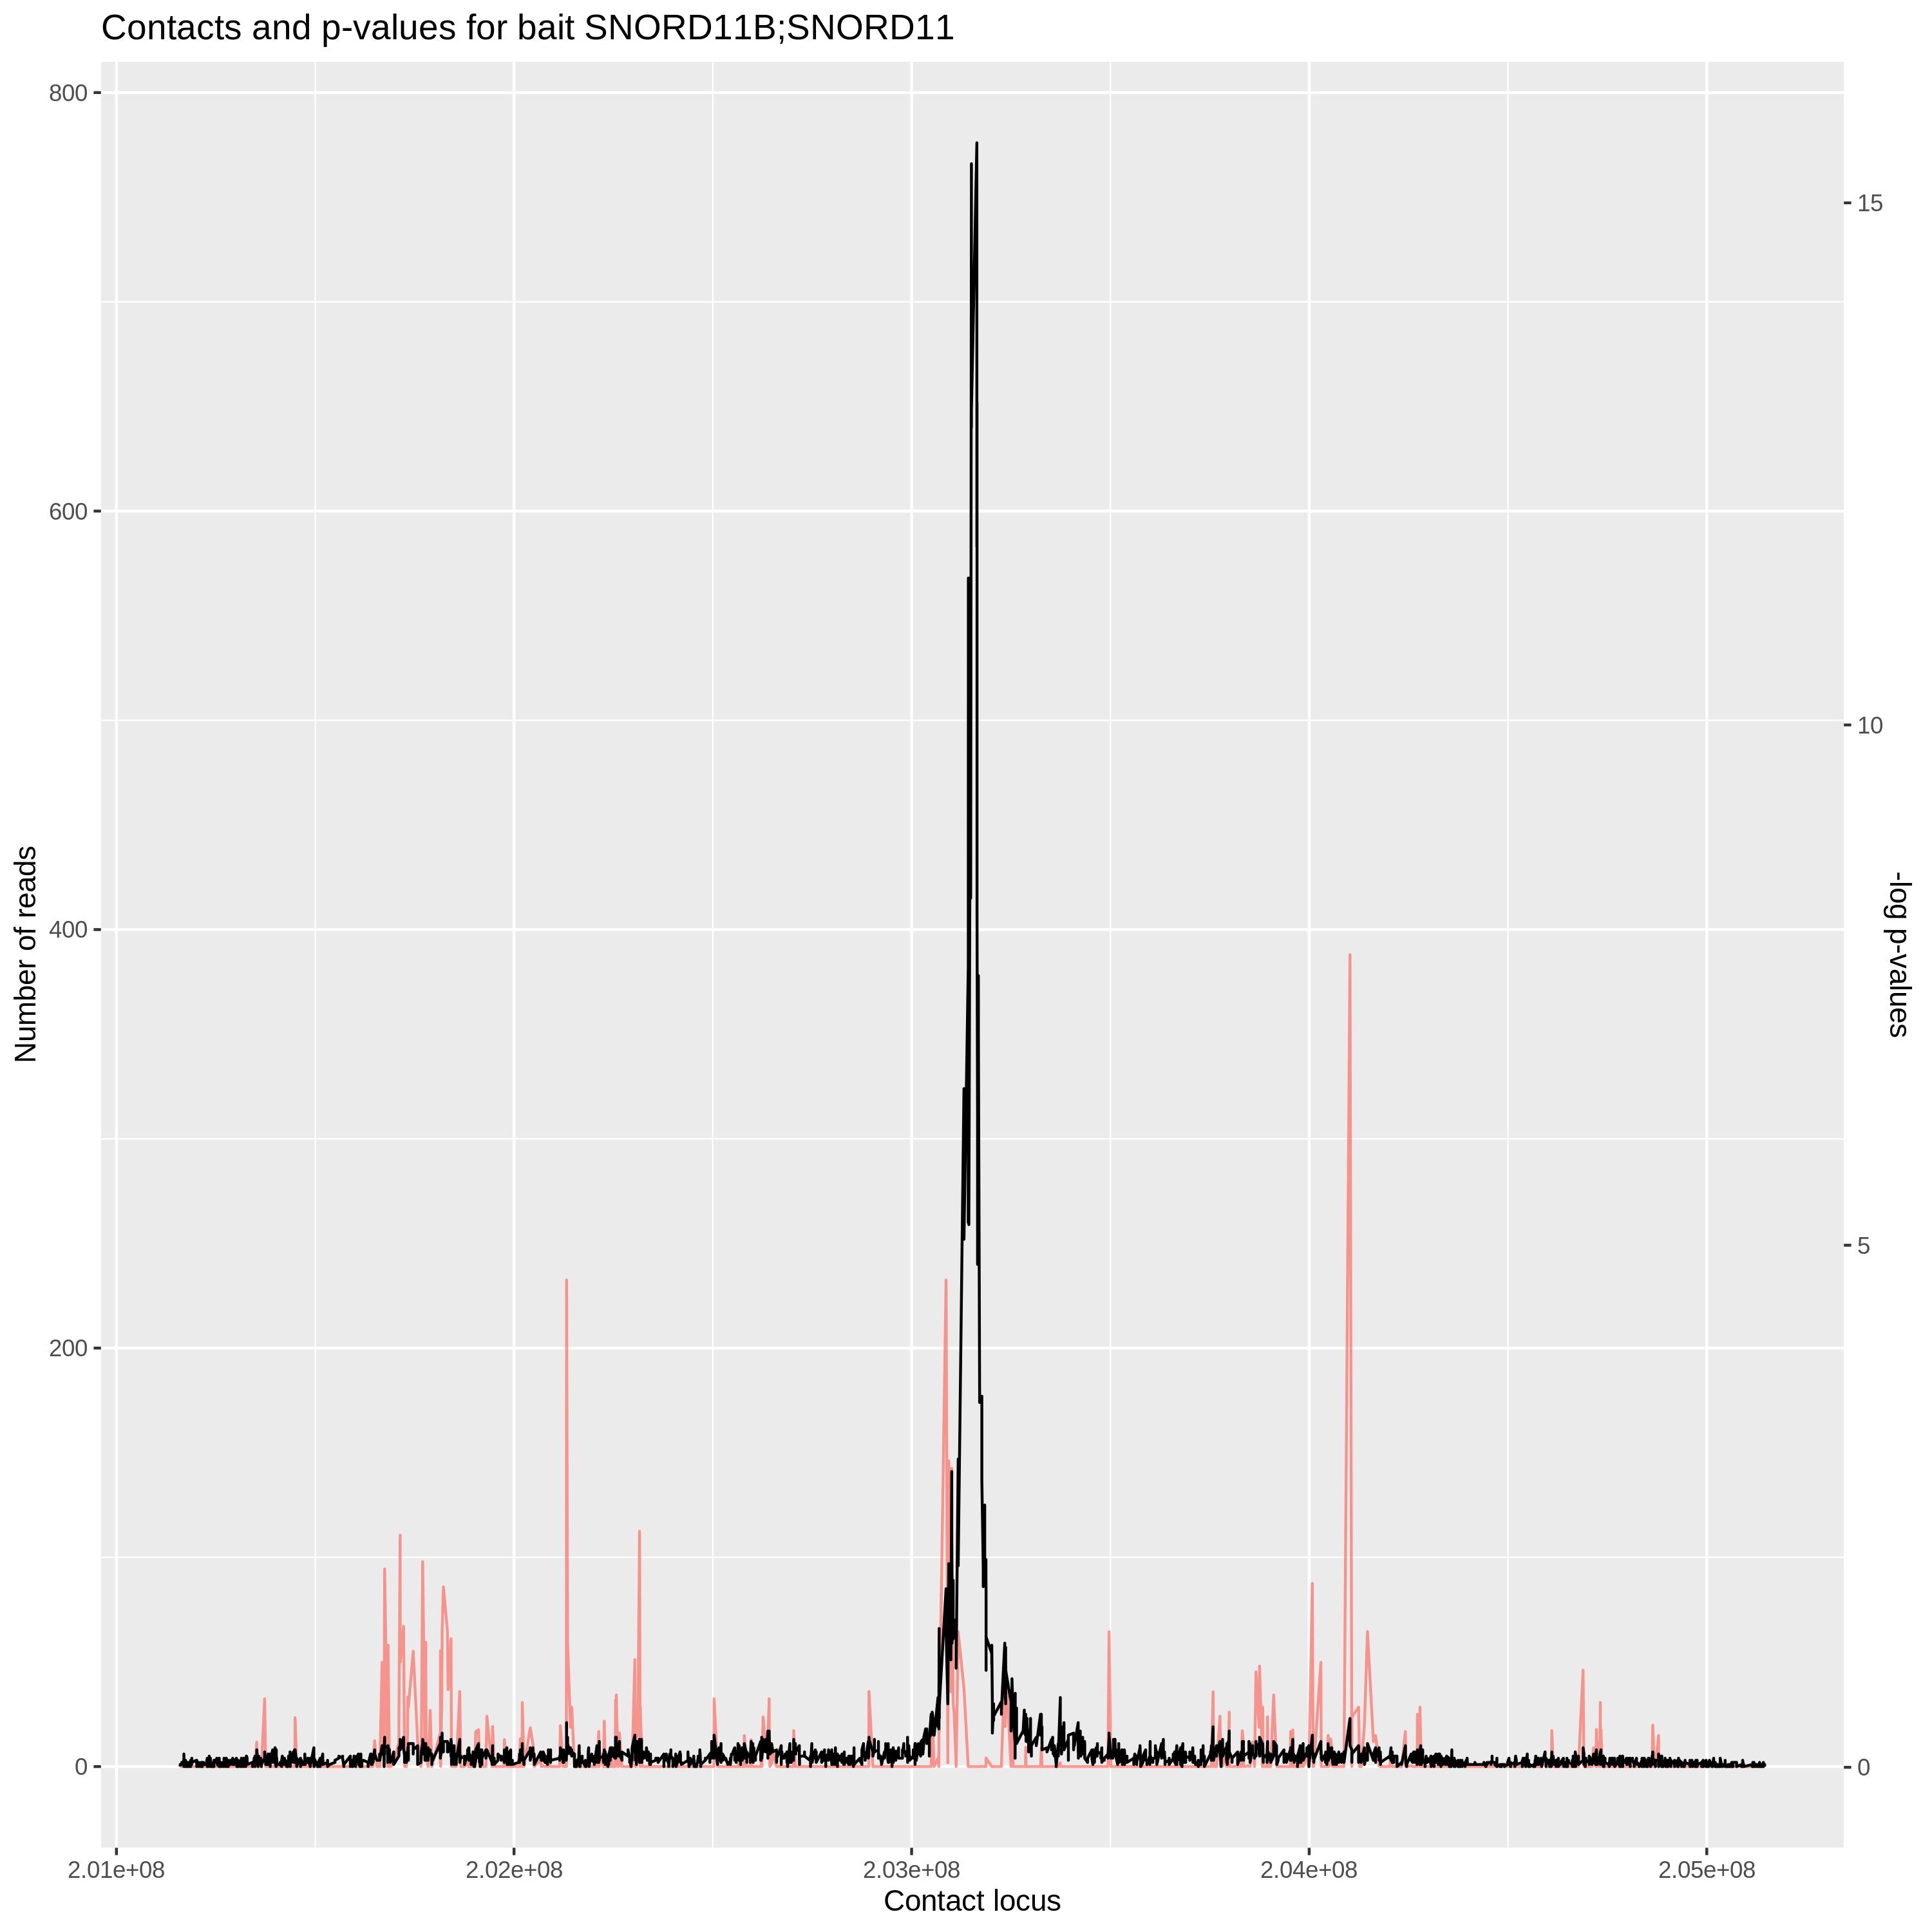 Contacts and p-values for bait SNORD11B;SNORD11
800
600
400
200
0
Number of reads
15
10
5
0
-log p-values
2.01e+08
2.02e+08
2.03e+08
2.04e+08
2.05e+08
Contact locus